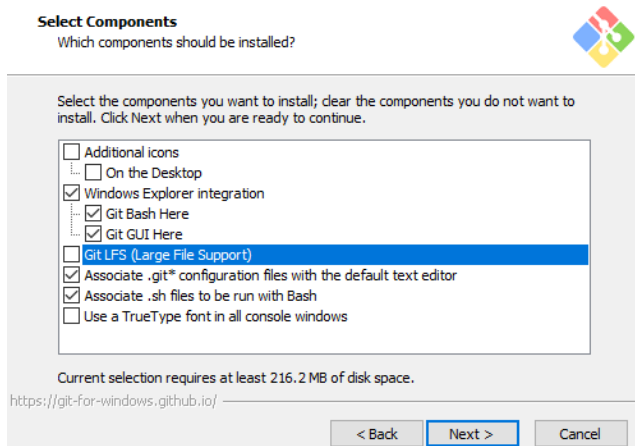 Select Components
Which components should be installed?
Select the components you want to install; clear the components you do not want to
install. Click Next when you are ready to continue.
Additional icons
On the Desktop
Windows Explorer integration
Git Bash Here
Git GUI Here
Git LFS (Large File Support)
Associate .git* configuration files with the default text editor
Associate .sh files to be run with Bash
Use a TrueType font in all console windows
Current selection requires at least 216.2 MB of disk space.
https://git-for-windows.github.io/
< Back Next > Cancel